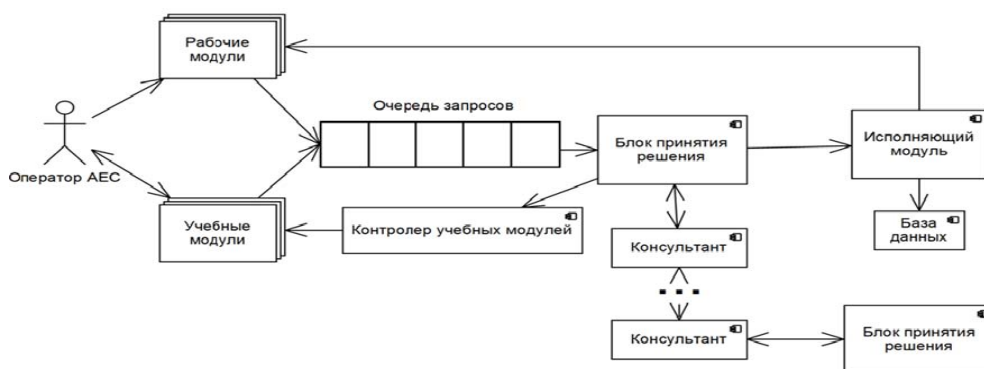 Рабочие
модули
Очередь запросов
Блок принятия
решения
Исполняющий
модуль
Оператор АЕС
Учебные
модули
Контролер учебных модулей
База
данных
Консультант
...
Консультант
Блок принятия
решения